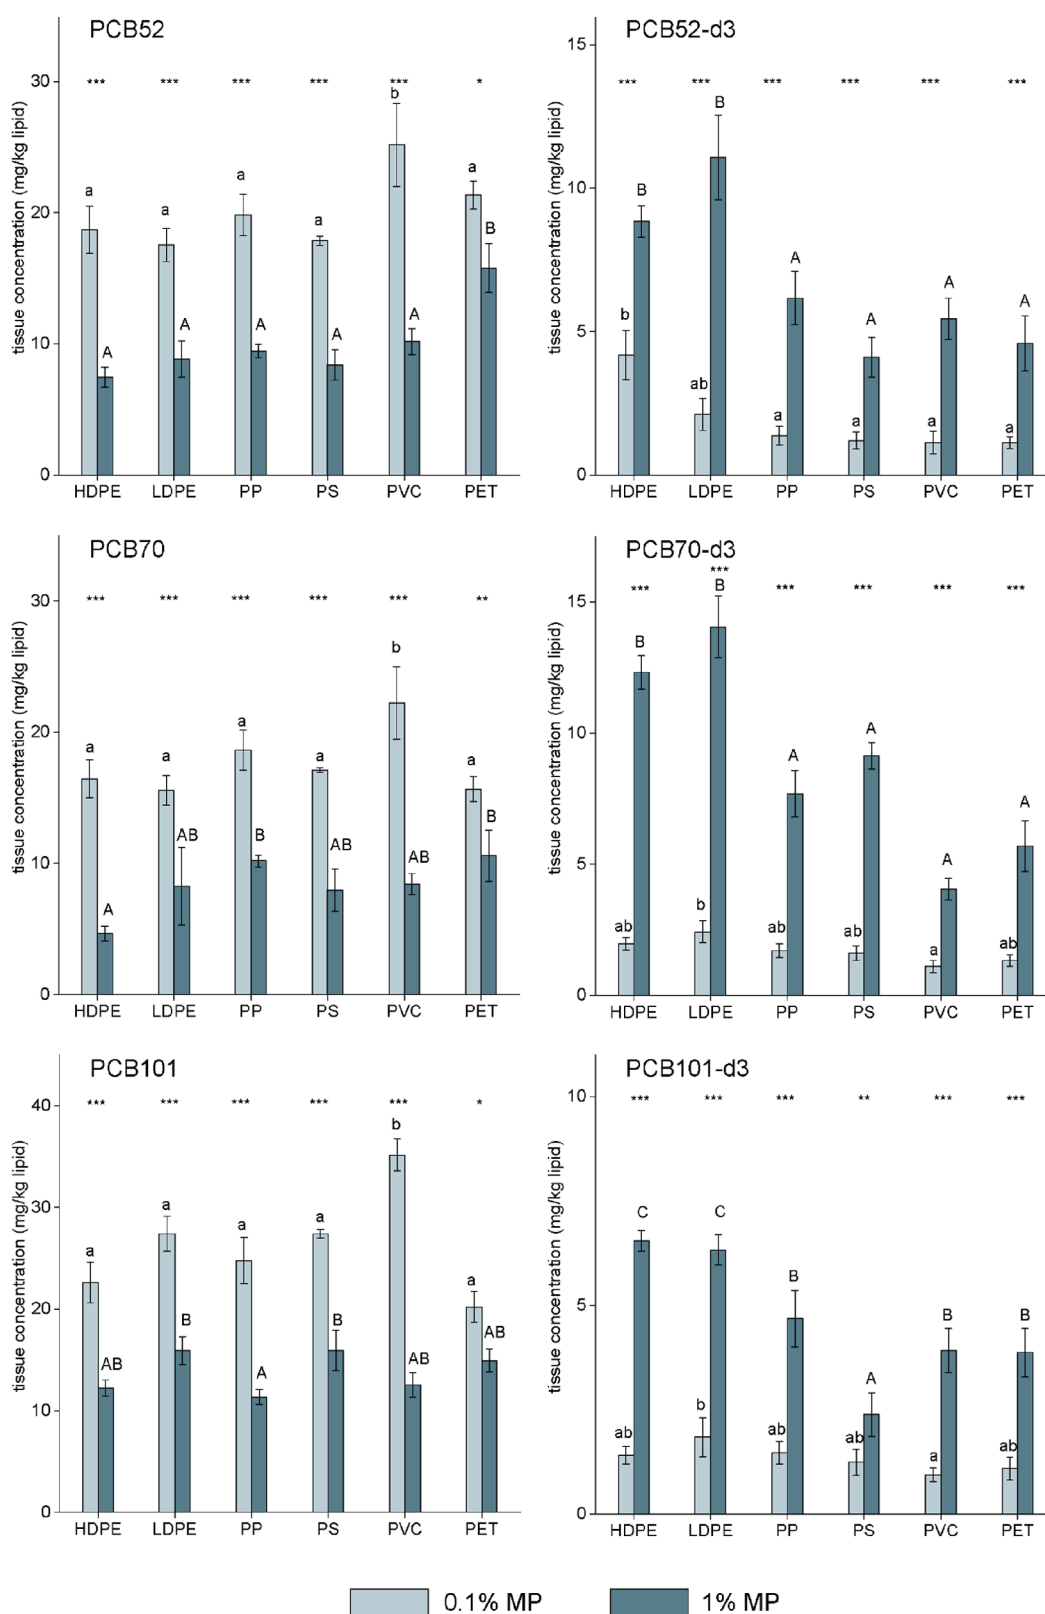 PCB52
tissue concentration (mg/kg lipid)
30
20
10
0
*** *** *** *** *** *
a a a a b a
A A A A A B
HDPE LDPE PP PS PVC PET
PCB52-d3
tissue concentration (mg/kg lipid)
15
10
5
0
*** *** *** *** *** ***
B B A A A A
b ab a a a a
HDPE LDPE PP PS PVC PET
PCB70
tissue concentration (mg/kg lipid)
30
20
10
0
*** *** *** *** *** **
a a a a b a
A AB B AB AB B
HDPE LDPE PP PS PVC PET
PCB70-d3
tissue concentration (mg/kg lipid)
15
10
5
0
*** *** *** *** *** ***
B B A A A A
ab b ab ab a ab
HDPE LDPE PP PS PVC PET
PCB101
tissue concentration (mg/kg lipid)
40
30
20
10
0
*** *** *** *** *** *
a a a a b a
AB B A B AB AB
HDPE LDPE PP PS PVC PET
PCB101-d3
tissue concentration (mg/kg lipid)
10
5
0
*** *** *** ** *** ***
C C B A B B
ab b ab ab a ab
HDPE LDPE PP PS PVC PET
0.1% MP
1% MP